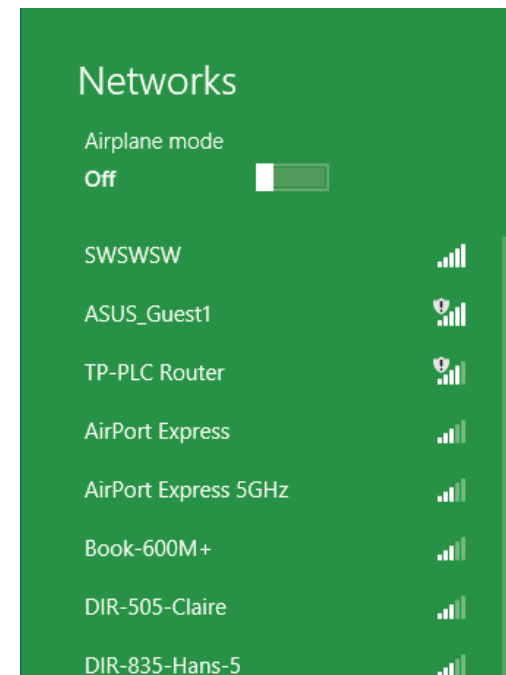 Networks
Airplane mode
Off
SWSWSW
ASUS_Guest1
TP-PLC Router
AirPort Express
AirPort Express 5GHz
Book-600M+
DIR-505-Claire
DIR-835-Hans-5